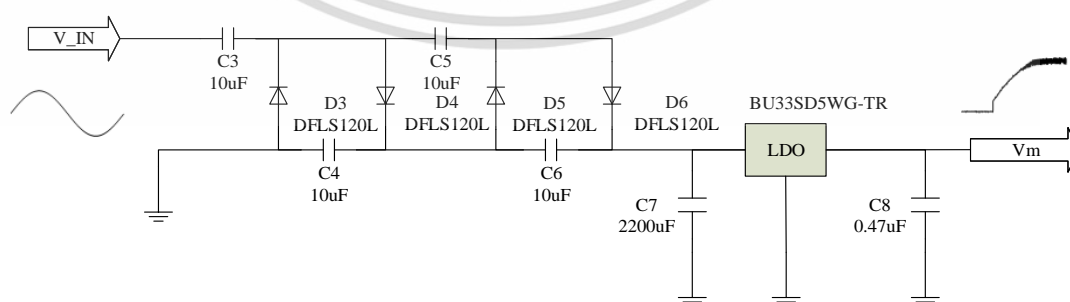 V_IN
C3
10uF
C5
10uF
D3
DFLS120L
D4
DFLS120L
D5
DFLS120L
D6
DFLS120L
BU33SD5WG-TR
LDO
Vm
C4
10uF
C6
10uF
C7
2200uF
C8
0.47uF